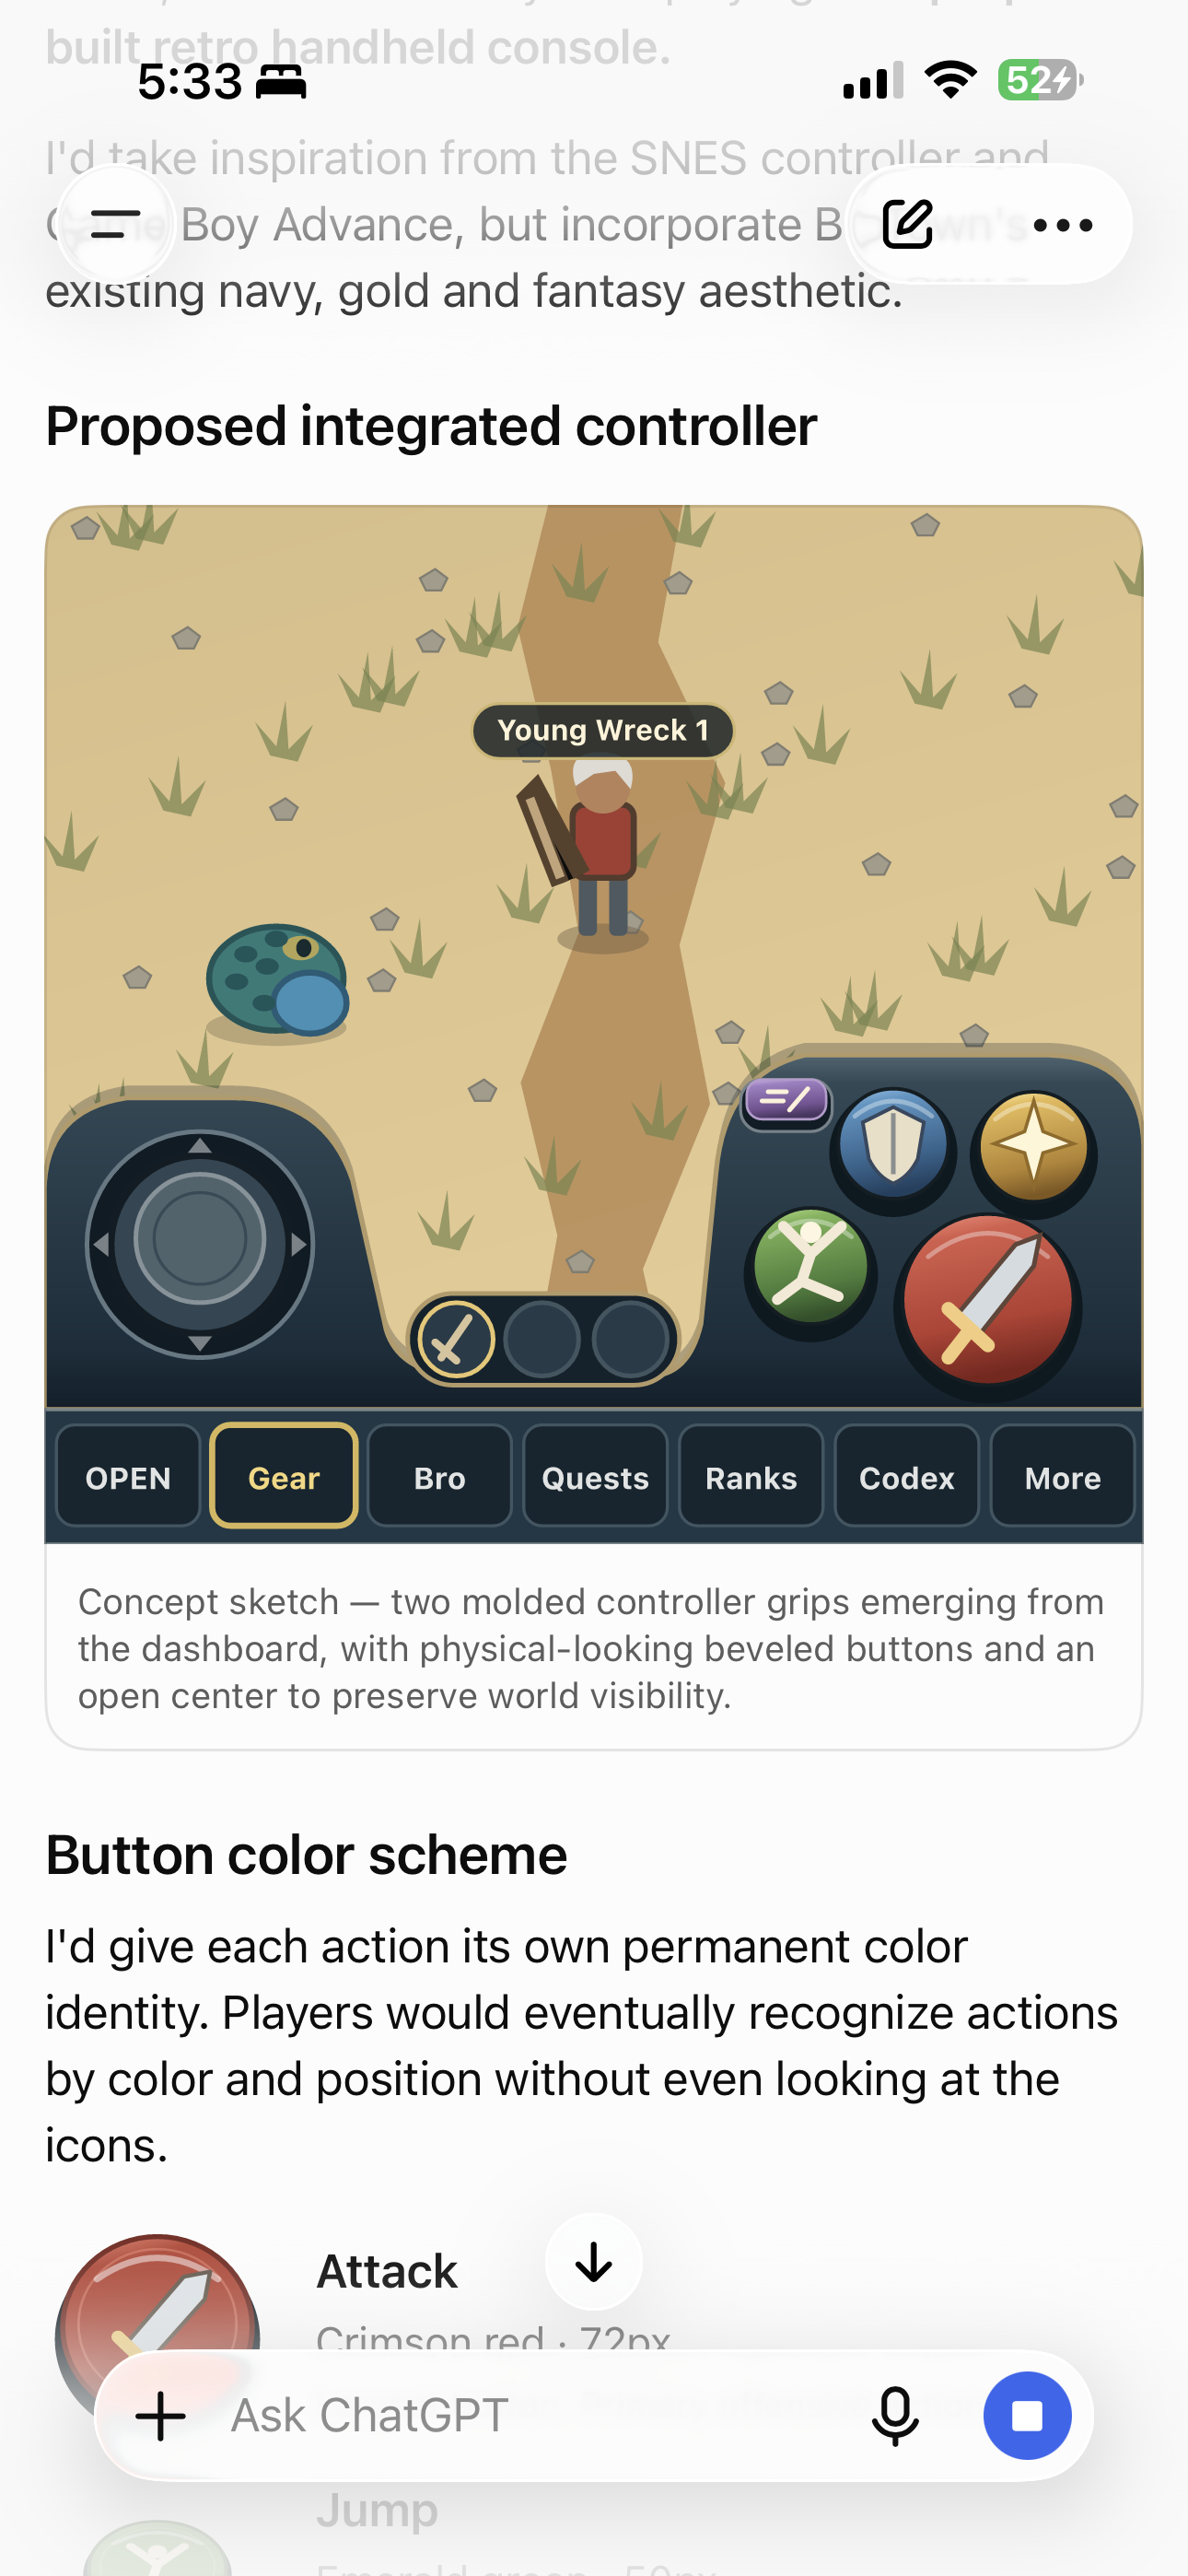 built retro handheld console.
5:33
52
I'd take inspiration from the SNES controller and
Boy Advance, but incorporate
existing navy, gold and fantasy aesthetic.
Proposed integrated controller
Young Wreck 1
OPEN
Gear
Bro
Quests
Ranks
Codex
More
Concept sketch — two molded controller grips emerging from
the dashboard, with physical-looking beveled buttons and an
open center to preserve world visibility.
Button color scheme
I'd give each action its own permanent color
identity. Players would eventually recognize actions
by color and position without even looking at the
icons.
Attack
Crimson red · 72px
Ask ChatGPT
Jump
Emerald green · 50px